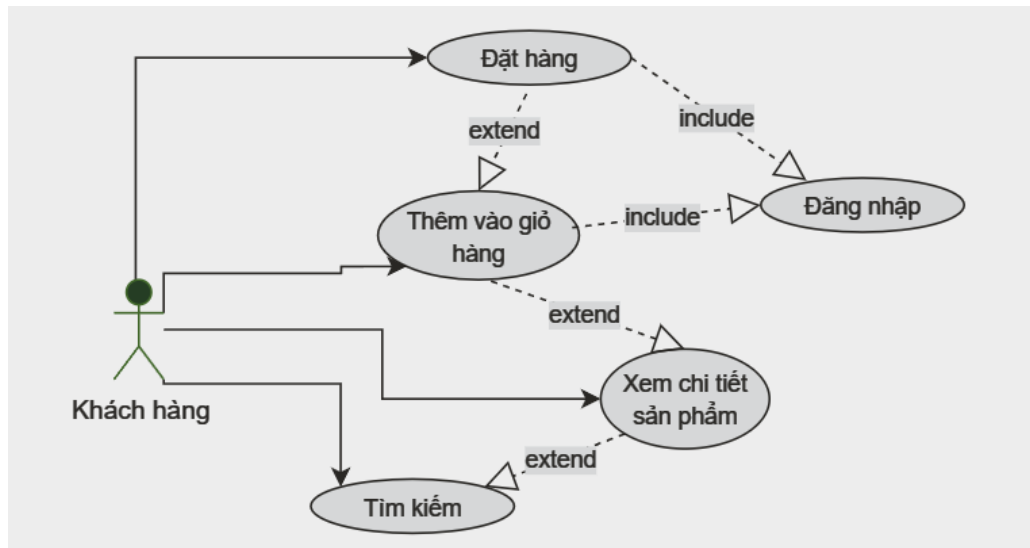 Đặt hàng
extend
include
Thêm vào giỏ
hàng
include
Đăng nhập
extend
Khách hàng
Xem chi tiết
sản phẩm
extend
Tìm kiếm